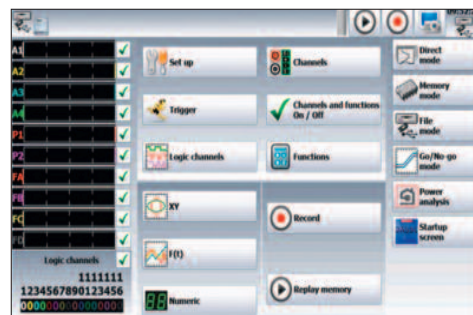 A1
A2
A3
A4
P1
P2
FA
FB
FC
FD
Logic channels
1111111
1234567890123456
0000000000000000
Set up
Channels
Trigger
Channels and functions
On / Off
Logic channels
Functions
XY
Record
F(t)
Numeric
Replay memory
Direct
mode
Memory
mode
File
mode
Go/No-go
mode
Power
analysis
Startup
screen